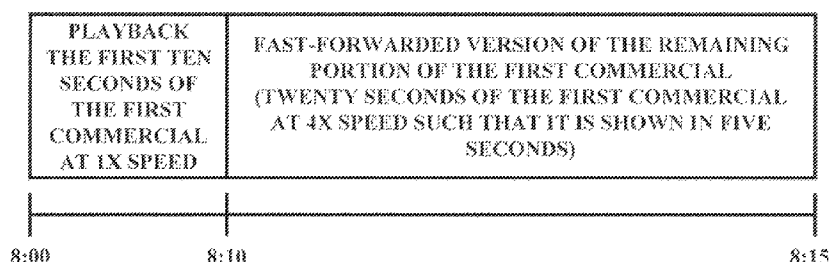 PLAYBACK
THE FIRST TEN
SECONDS OF
THE FIRST
COMMERCIAL
AT 1X SPEED
FAST-FORWARDED VERSION OF THE REMAINING
PORTION OF THE FIRST COMMERCIAL
(TWENTY SECONDS OF THE FIRST COMMERCIAL
AT 4X SPEED SUCH THAT IT IS SHOWN IN FIVE
SECONDS)
8:00 8:10 8:15